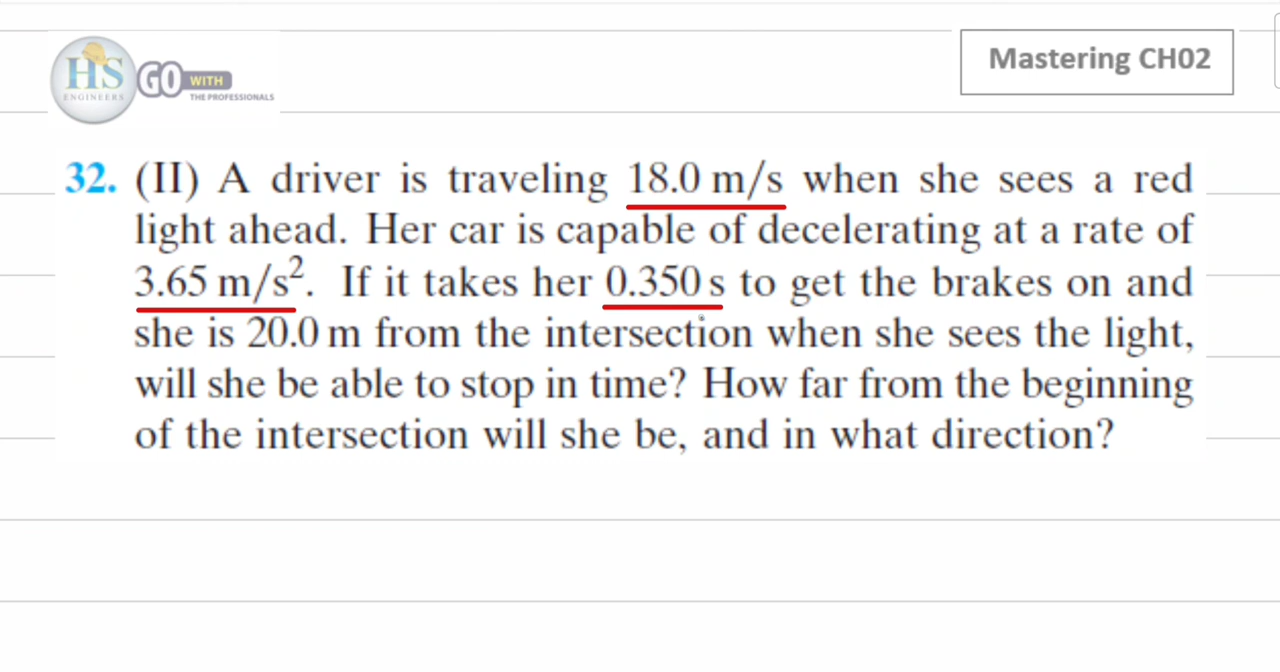 HS
ENGINEERS
GO WITH
THE PROFESSIONALS
Mastering CH02
32. (II) A driver is traveling 18.0 m/s when she sees a red
light ahead. Her car is capable of decelerating at a rate of
3.65 m/s². If it takes her 0.350 s to get the brakes on and
she is 20.0 m from the intersection when she sees the light,
will she be able to stop in time? How far from the beginning
of the intersection will she be, and in what direction?